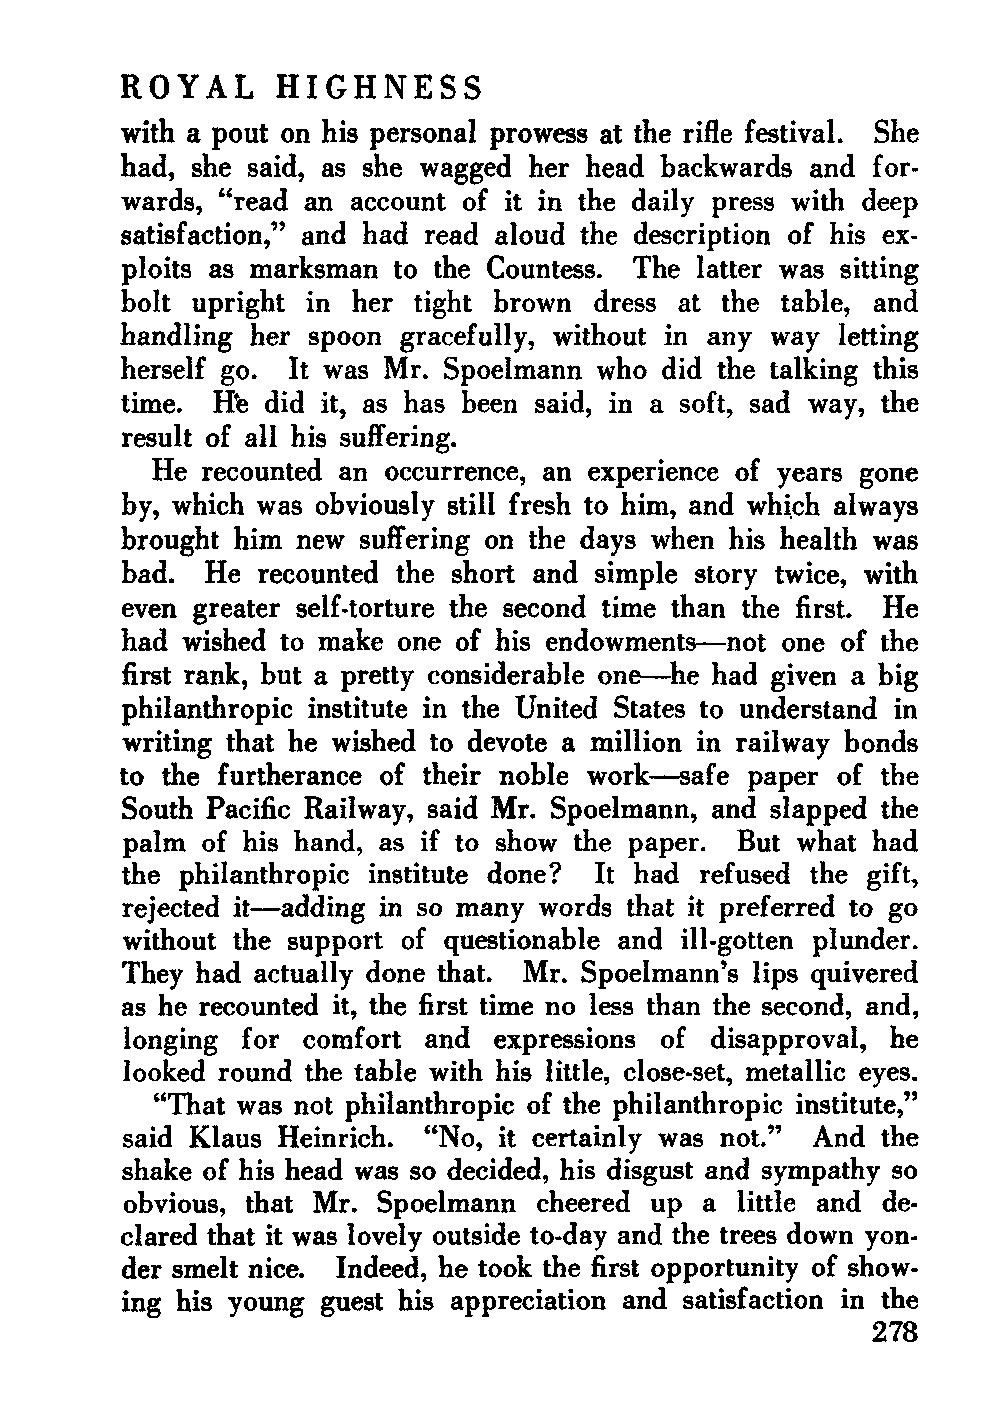 ROYAL HIGHNESS
with a pout on his personal prowess at the rifle festival. She
had, she said, as she wagged her head backwards and for-
wards, “read an account of it in the daily press with deep
satisfaction,” and had read aloud the description of his ex-
ploits as marksman to the Countess. The latter was sitting
bolt upright in her tight brown dress at the table, and
handling her spoon gracefully, without in any way letting
herself go. It was Mr. Spoelmann who did the talking this
time. He did it, as has been said, in a soft, sad way, the
result of all his suffering.
He recounted an occurrence, an experience of years gone
by, which was obviously still fresh to him, and which always
brought him new suffering on the days when his health was
bad. He recounted the short and simple story twice, with
even greater self-torture the second time than the first. He
had wished to make one of his endowments—not one of the
first rank, but a pretty considerable one—he had given a big
philanthropic institute in the United States to understand in
writing that he wished to devote a million in railway bonds
to the furtherance of their noble work—safe paper of the
South Pacific Railway, said Mr. Spoelmann, and slapped the
palm of his hand, as if to show the paper. But what had
the philanthropic institute done? It had refused the gift,
rejected it—adding in so many words that it preferred to go
without the support of questionable and ill-gotten plunder.
They had actually done that. Mr. Spoelmann’s lips quivered
as he recounted it, the first time no less than the second, and,
longing for comfort and expressions of disapproval, he
looked round the table with his little, close-set, metallic eyes.
“That was not philanthropic of the philanthropic institute,”
said Klaus Heinrich. “No, it certainly was not.” And the
shake of his head was so decided, his disgust and sympathy so
obvious, that Mr. Spoelmann cheered up a little and de-
clared that it was lovely outside to-day and the trees down yon-
der smelt nice. Indeed, he took the first opportunity of show-
ing his young guest his appreciation and satisfaction in the
278